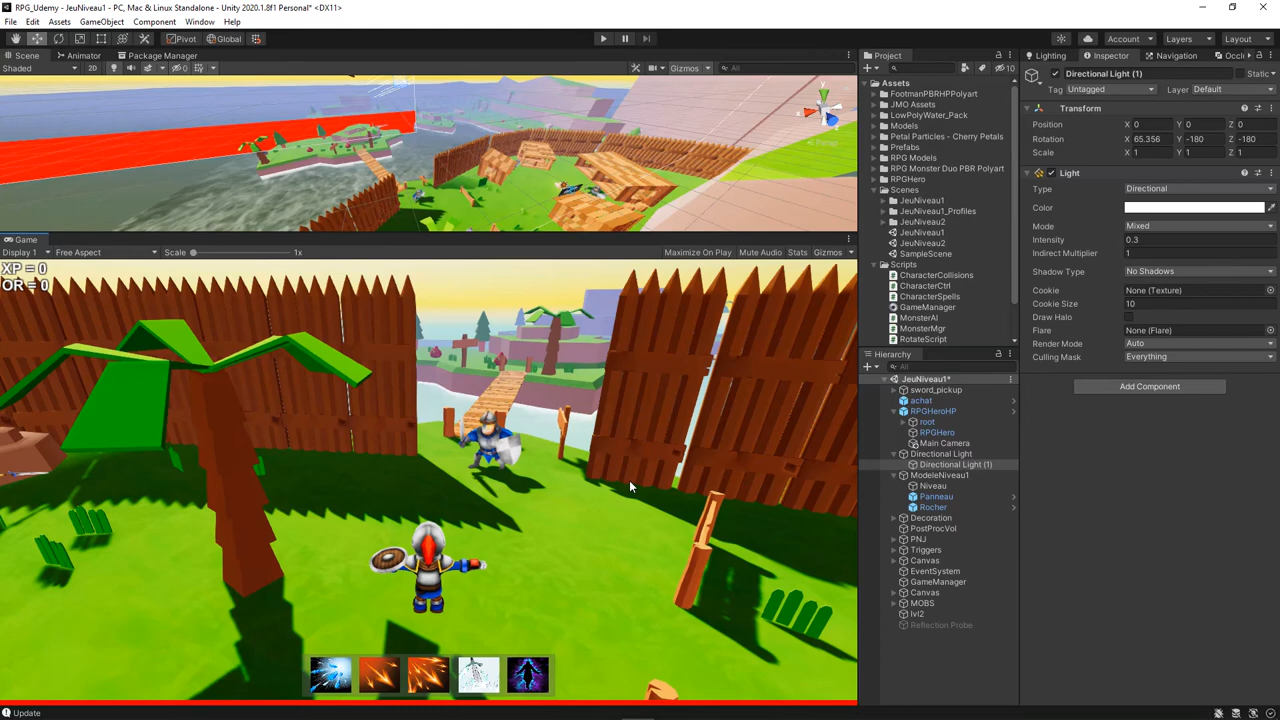 RPG_Udemy - JeuNiveau1 - PC, Mac & Linux Standalone - Unity 2020.1.8f1 Personal* <DX11>
File Edit Assets GameObject Component Window Help
Pivot Global Account Layers Layout
Scene Animator Package Manager
Shaded 2D 0 Gizmos All
y
< Persp
Game
Display 1 Free Aspect Scale 1x Maximize On Play Mute Audio Stats Gizmos
XP = 0
OR = 0
Update
Project
10
Assets
FootmanPBRHPPolyart
JMO Assets
LowPolyWater_Pack
Models
Petal Particles - Cherry Petals
Prefabs
RPG Models
RPG Monster Duo PBR Polyart
RPGHero
Scenes
JeuNiveau1
JeuNiveau1_Profiles
JeuNiveau2
JeuNiveau1
JeuNiveau2
SampleScene
Scripts
CharacterCollisions
CharacterCtrl
CharacterSpells
GameManager
MonsterAI
MonsterMgr
RotateScript
Hierarchy
All
JeuNiveau1*
sword_pickup
achat
RPGHeroHP
root
RPGHero
Main Camera
Directional Light
Directional Light (1)
ModeleNiveau1
Niveau
Panneau
Rocher
Decoration
PostProcVol
PNJ
Triggers
Canvas
EventSystem
GameManager
Canvas
MOBS
lvl2
Reflection Probe
Lighting Inspector Navigation Occl
Directional Light (1) Static
Tag Untagged Layer Default
Transform
Position X 0 Y 0 Z 0
Rotation X 65.356 Y -180 Z -180
Scale X 1 Y 1 Z 1
Light
Type Directional
Color
Mode Mixed
Intensity 0.3
Indirect Multiplier 1
Shadow Type No Shadows
Cookie None (Texture)
Cookie Size 10
Draw Halo
Flare None (Flare)
Render Mode Auto
Culling Mask Everything
Add Component